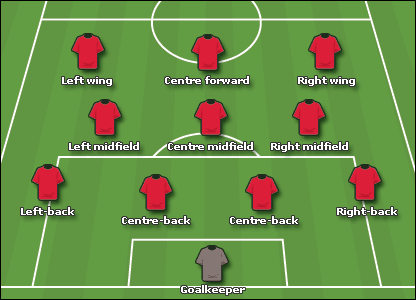 Left wing
Centre forward
Right wing
Left midfield
Centre midfield
Right midfield
Left-back
Centre-back
Centre-back
Right-back
Goalkeeper